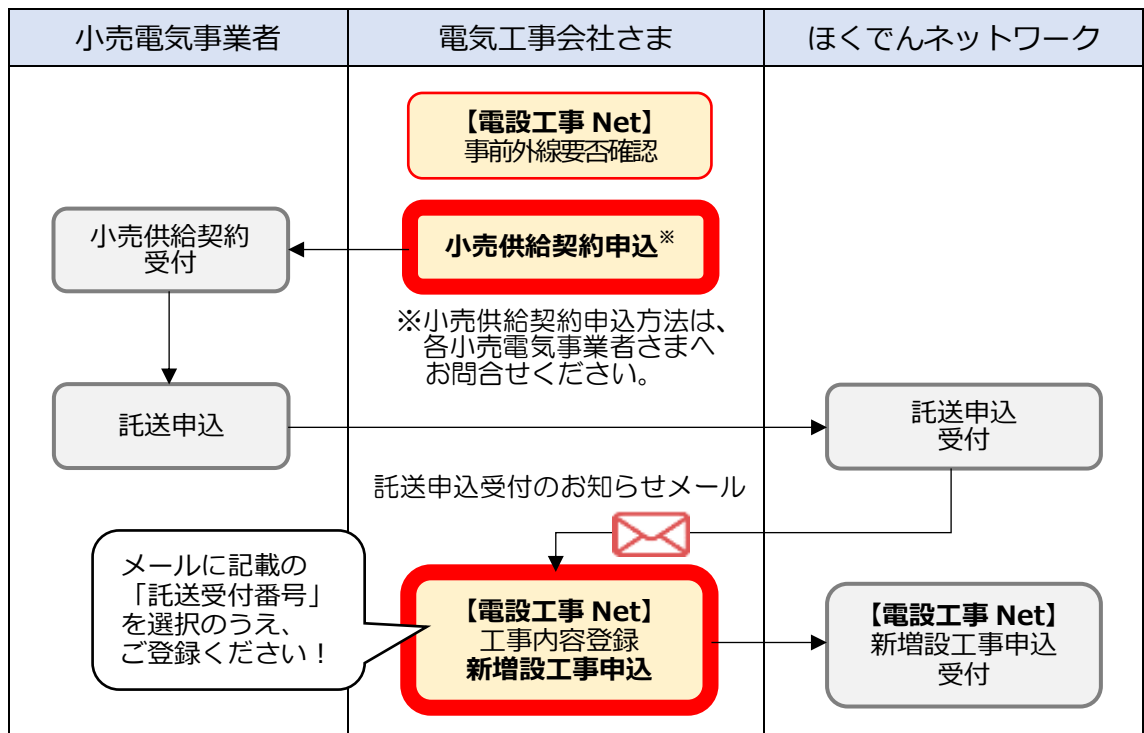 小売電気事業者
電気工事会社さま
ほくでんネットワーク
【電設工事 Net】
事前外線要否確認
小売供給契約
受付
小売供給契約申込※
※小売供給契約申込方法は、
各小売電気事業者さまへ
お問合せください。
託送申込
託送申込
受付
託送申込受付のお知らせメール
メールに記載の
「託送受付番号」
を選択のうえ、
ご登録ください！
【電設工事 Net】
工事内容登録
新増設工事申込
【電設工事 Net】
新増設工事申込
受付